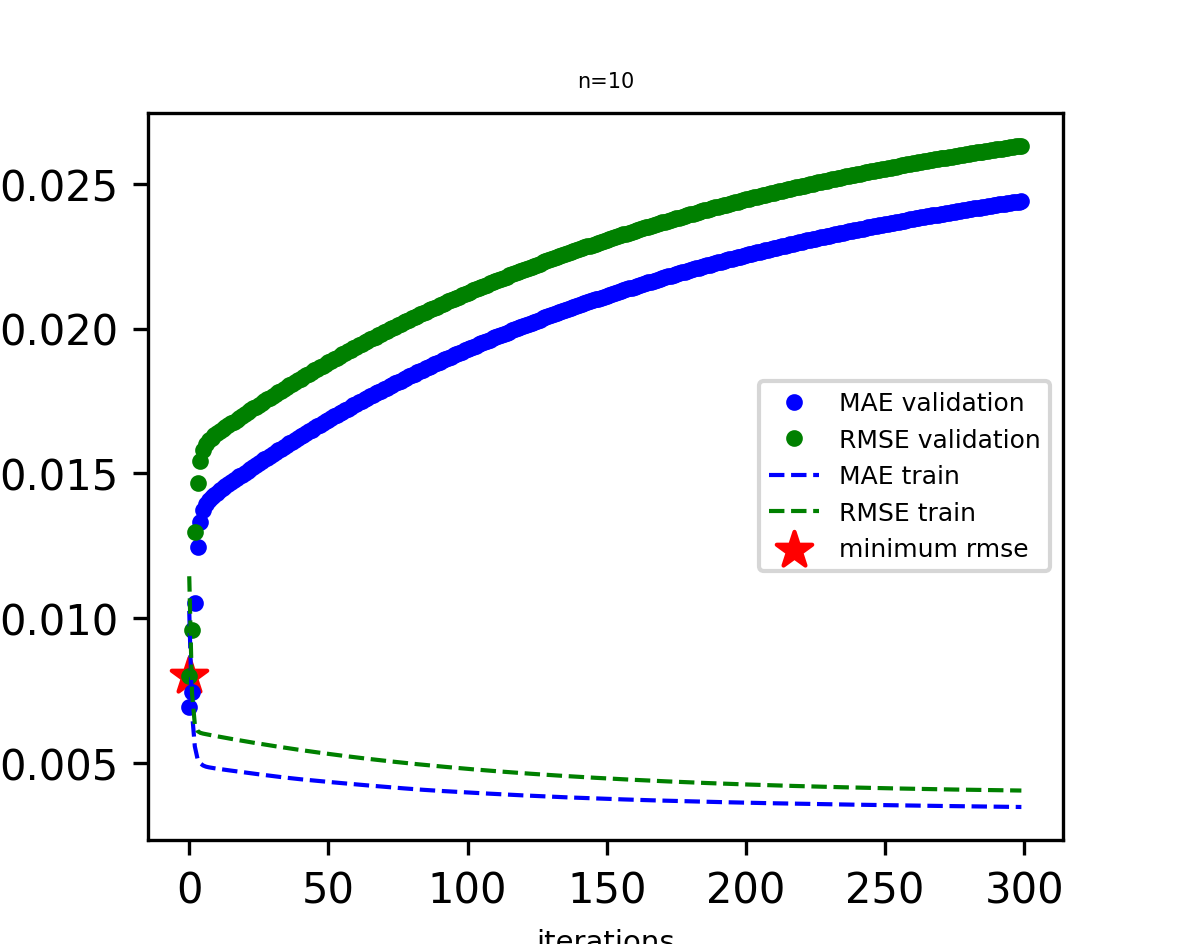 n=10
0.025
0.020
0.015
0.010
0.005
MAE validation
RMSE validation
MAE train
RMSE train
minimum rmse
0 50 100 150 200 250 300
iterations